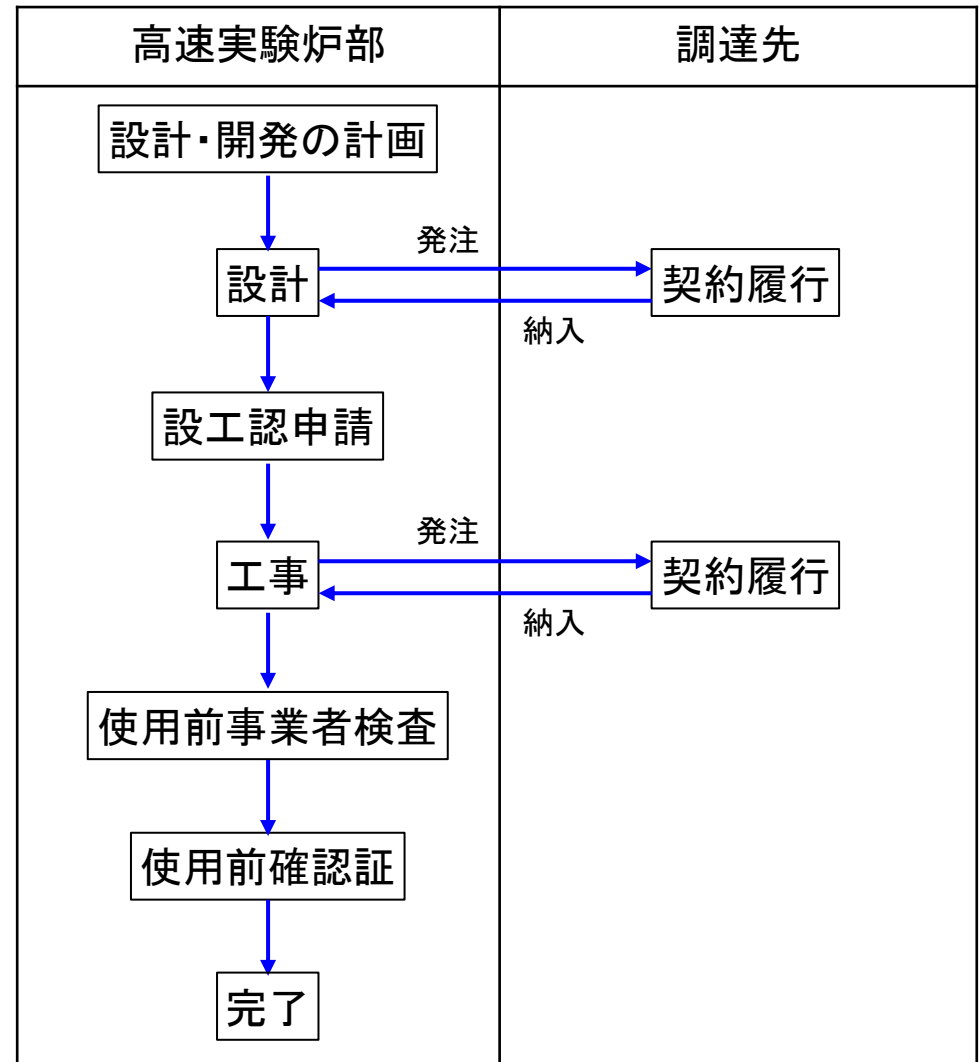 高速実験炉部
調達先
設計・開発の計画
発注
設計
契約履行
納入
設工認申請
発注
工事
契約履行
納入
使用前事業者検査
使用前確認証
完了